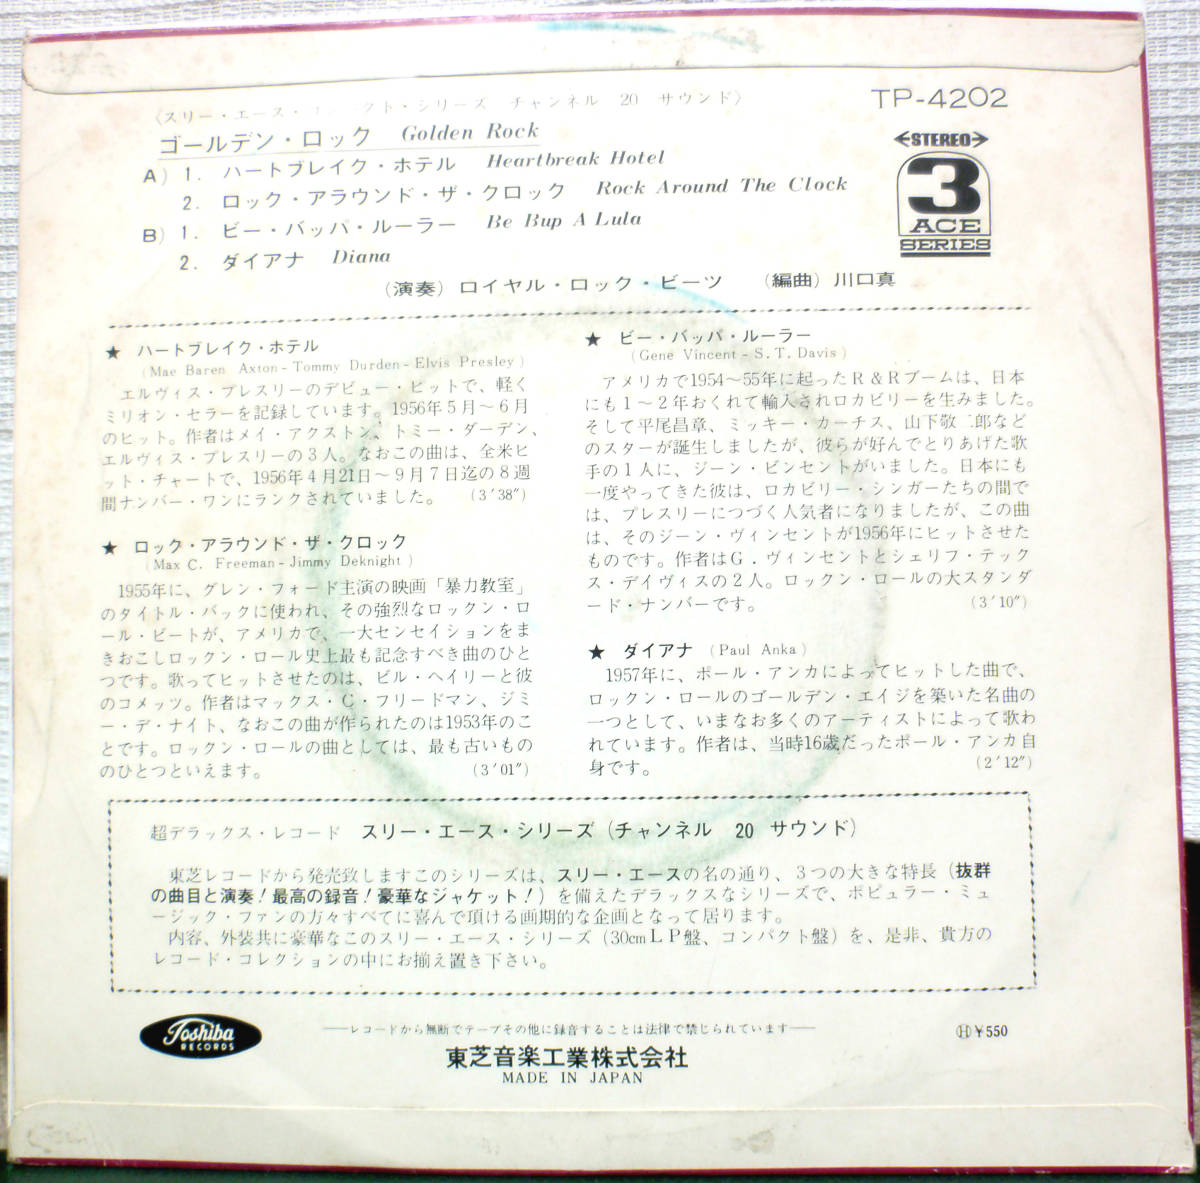 〈スリー・エース・コンパクト・シリーズ チャンネル 20 サウンド〉
TP-4202
ゴールデン・ロック Golden Rock
A) 1. ハートブレイク・ホテル Heartbreak Hotel
2. ロック・アラウンド・ザ・クロック Rock Around The Clock
B) 1. ビー・バッパ・ルーラー Be Bup A Lula
2. ダイアナ Diana
STEREO
3
ACE
SERIES
(演奏) ロイヤル・ロック・ビーツ (編曲) 川口真
★ ハートブレイク・ホテル
(Mae Baren Axton-Tommy Durden-Elvis Presley)
エルヴィス・プレスリーのデビュー・ヒットで、軽く
ミリオン・セラーを記録しています。1956年5月〜6月
のヒット。作者はメイ・アクストン、トミー・ダーデン、
エルヴィス・プレスリーの3人。なおこの曲は、全米ヒ
ット・チャートで、1956年4月21日〜9月7日迄の8週
間ナンバー・ワンにランクされていました。 (3′38″)
★ ロック・アラウンド・ザ・クロック
(Max C. Freeman-Jimmy Deknight)
1955年に、グレン・フォード主演の映画「暴力教室」
のタイトル・バックに使われ、その強烈なロックン・ロ
ール・ビートが、アメリカで、一大センセイションをま
きおこしロックン・ロール史上最も記念すべき曲のひと
つです。歌ってヒットさせたのは、ビル・ヘイリーと彼
のコメッツ。作者はマックス・C・フリードマン、ジミ
ー・デ・ナイト、なおこの曲が作られたのは1953年のこ
とです。ロックン・ロールの曲としては、最も古いもの
のひとつといえます。 (3′01″)
★ ビー・バッパ・ルーラー
(Gene Vincent-S.T.Davis)
アメリカで1954〜55年に起ったR&Rブームは、日本
にも1〜2年おくれて輸入されロカビリーを生みました。
そして平尾昌章、ミッキー・カーチス、山下敬二郎など
のスターが誕生しましたが、彼らが好んでとりあげた歌
手の1人に、ジーン・ビンセントがいました。日本にも
一度やってきた彼は、ロカビリー・シンガーたちの間で
は、プレスリーにつづく人気者になりましたが、この曲
は、そのジーン・ヴィンセントが1956年にヒットさせた
ものです。作者はG.ヴィンセントとシェリフ・テック
ス・デイヴィスの2人。ロックン・ロールの大スタンダ
ード・ナンバーです。 (3′10″)
★ ダイアナ (Paul Anka)
1957年に、ポール・アンカによってヒットした曲で、
ロックン・ロールのゴールデン・エイジを築いた名曲の
一つとして、いまなお多くのアーティストによって歌わ
れています。作者は、当時16歳だったポール・アンカ自
身です。 (2′12″)
超デラックス・レコード スリー・エース・シリーズ (チャンネル 20 サウンド)
東芝レコードから発売致しますこのシリーズは、スリー・エースの名の通り、3つの大きな特長 (抜群
の曲目と演奏!最高の録音!豪華なジャケット!) を備えたデラックスなシリーズで、ポピュラー・ミュ
ージック・ファンの方々すべてに喜んで頂ける画期的な企画となって居ります。
内容、外装共に豪華なこのスリー・エース・シリーズ (30cmLP盤、コンパクト盤) を、是非、貴方の
レコード・コレクションの中にお揃え置き下さい。
Toshiba
RECORDS
――レコードから無断でテープその他に録音することは法律で禁じられています――
Ⓗ¥550
東芝音楽工業株式会社
MADE IN JAPAN